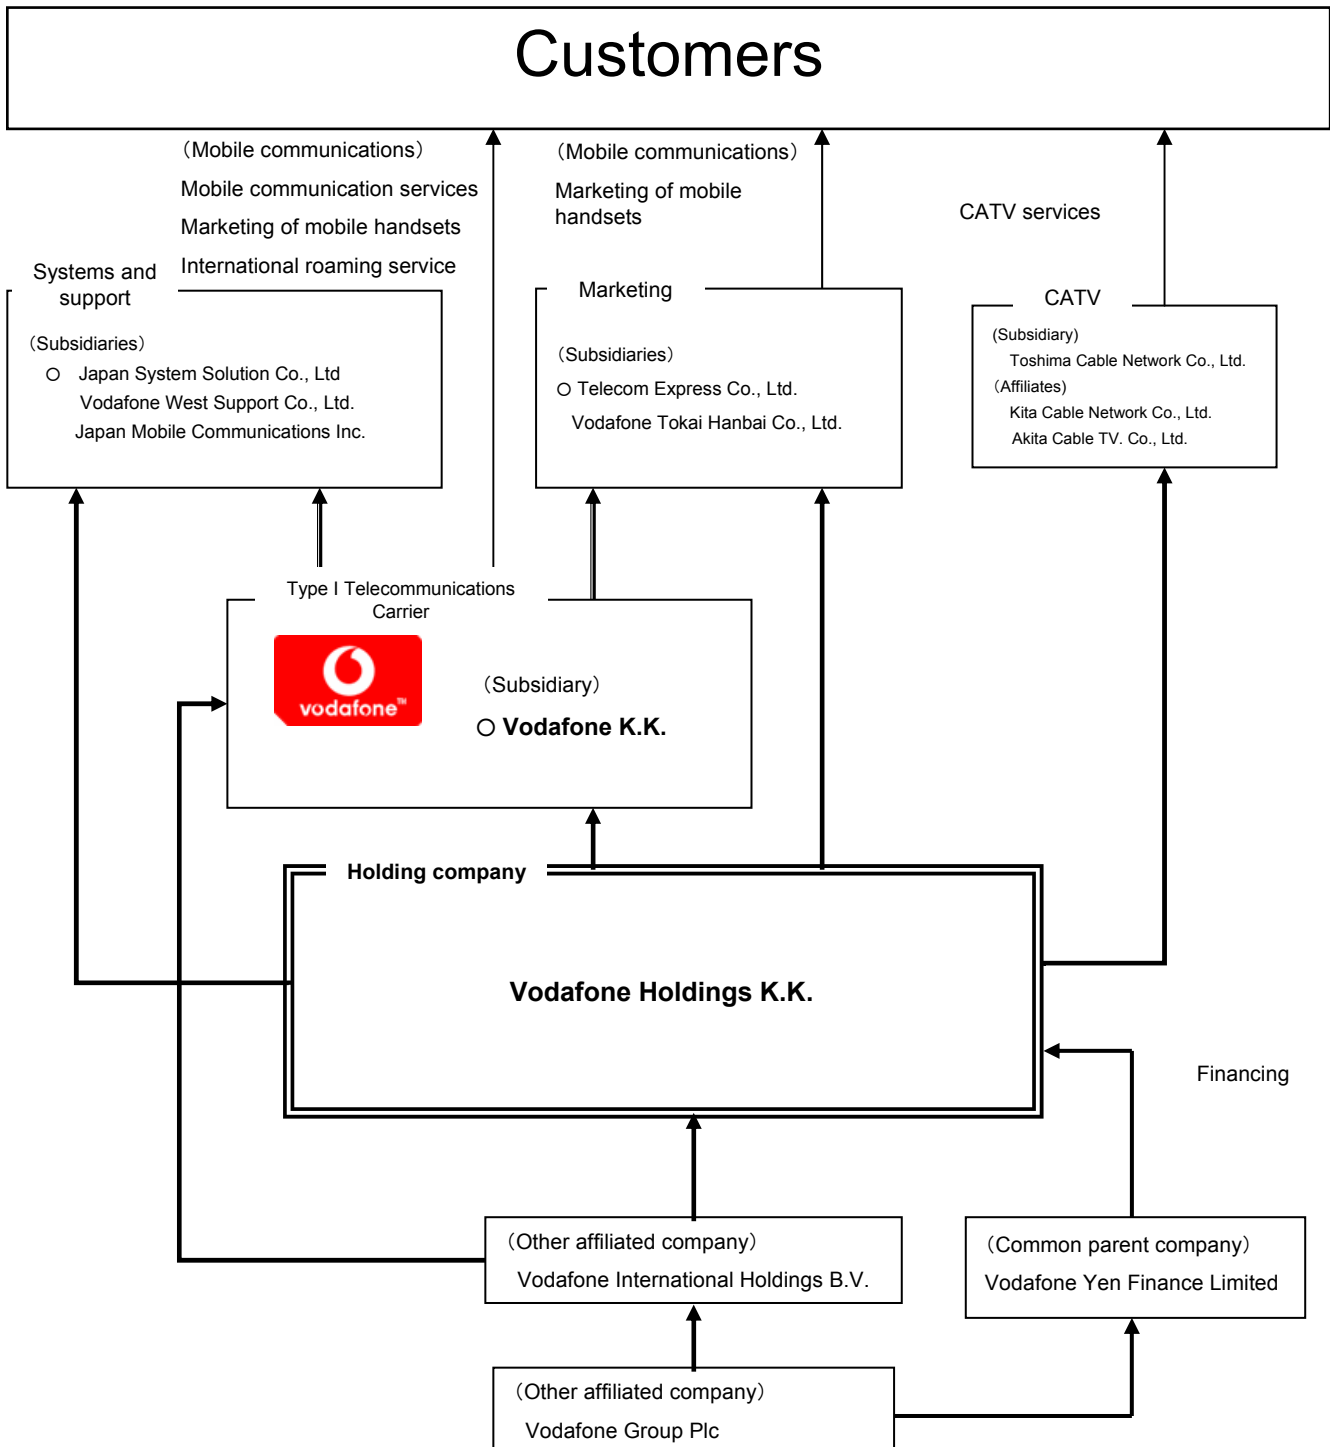 Customers
（Mobile communications）
Mobile communication services
Marketing of mobile handsets
International roaming service
（Mobile communications）
Marketing of mobile
handsets
CATV services
Systems and
support
（Subsidiaries）
○ Japan System Solution Co., Ltd
Vodafone West Support Co., Ltd.
Japan Mobile Communications Inc.
Marketing
（Subsidiaries）
○ Telecom Express Co., Ltd.
Vodafone Tokai Hanbai Co., Ltd.
CATV
(Subsidiary)
Toshima Cable Network Co., Ltd.
（Affiliates）
Kita Cable Network Co., Ltd.
Akita Cable TV. Co., Ltd.
Type I Telecommunications
Carrier
vodafone™
（Subsidiary）
○ Vodafone K.K.
Holding company
Vodafone Holdings K.K.
Financing
（Other affiliated company）
Vodafone International Holdings B.V.
（Common parent company）
Vodafone Yen Finance Limited
（Other affiliated company）
Vodafone Group Plc